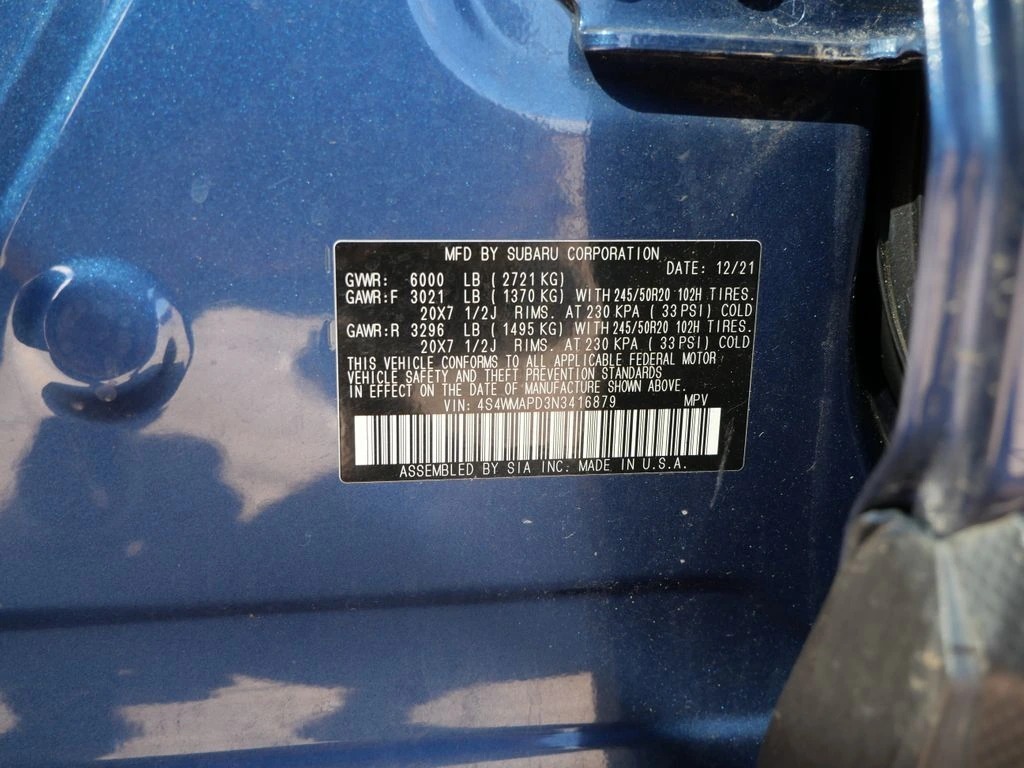 MFD BY SUBARU CORPORATION
DATE: 12/21
GVWR: 6000 LB ( 2721 KG)
GAWR:F 3021 LB ( 1370 KG) WITH 245/50R20 102H TIRES.
20X7 1/2J RIMS. AT 230 KPA ( 33 PSI) COLD
GAWR:R 3296 LB ( 1495 KG) WITH 245/50R20 102H TIRES.
20X7 1/2J RIMS. AT 230 KPA ( 33 PSI) COLD
THIS VEHICLE CONFORMS TO ALL APPLICABLE FEDERAL MOTOR
VEHICLE SAFETY AND THEFT PREVENTION STANDARDS
IN EFFECT ON THE DATE OF MANUFACTURE SHOWN ABOVE.
VIN: 4S4WMAPD3N3416879 MPV
ASSEMBLED BY SIA INC. MADE IN U.S.A.